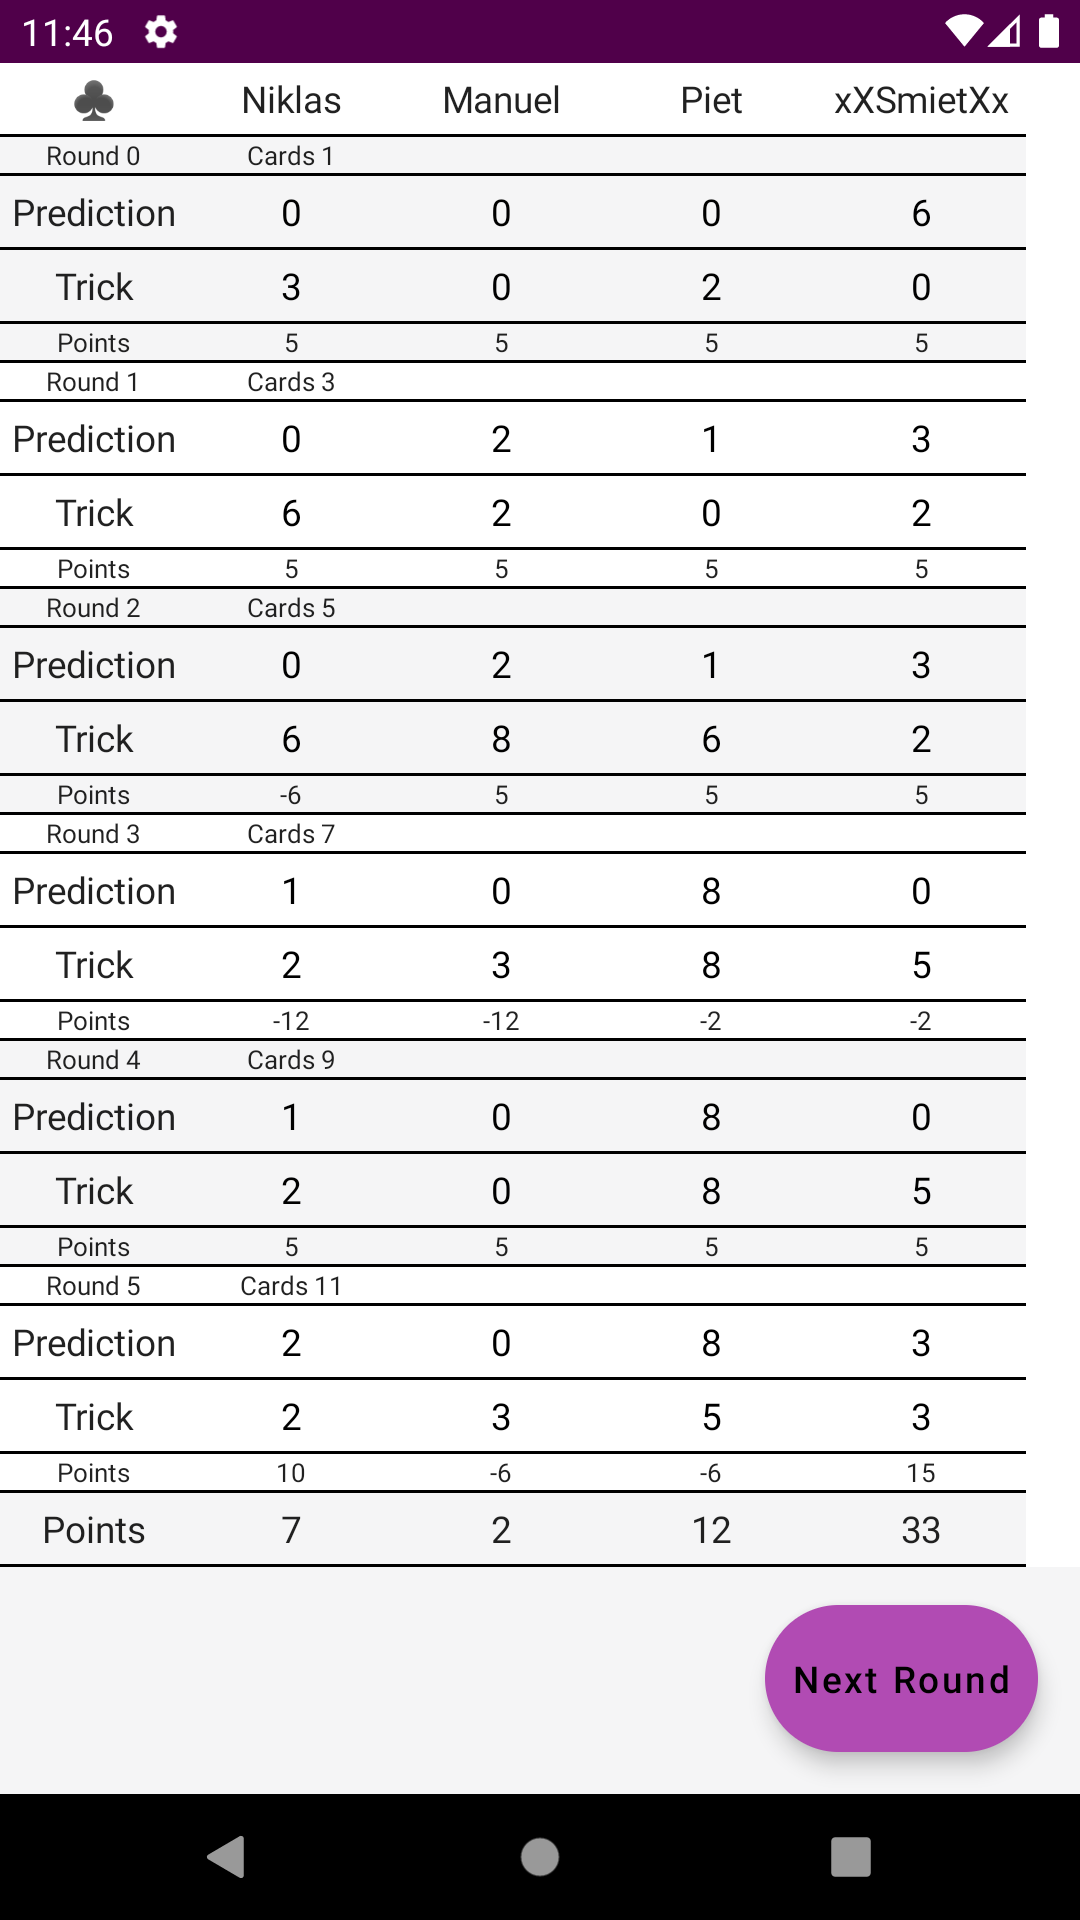 11:46
Niklas Manuel Piet xXSmietXx
Round 0 Cards 1
Prediction 0 0 0 6
Trick 3 0 2 0
Points 5 5 5 5
Round 1 Cards 3
Prediction 0 2 1 3
Trick 6 2 0 2
Points 5 5 5 5
Round 2 Cards 5
Prediction 0 2 1 3
Trick 6 8 6 2
Points -6 5 5 5
Round 3 Cards 7
Prediction 1 0 8 0
Trick 2 3 8 5
Points -12 -12 -2 -2
Round 4 Cards 9
Prediction 1 0 8 0
Trick 2 0 8 5
Points 5 5 5 5
Round 5 Cards 11
Prediction 2 0 8 3
Trick 2 3 5 3
Points 10 -6 -6 15
Points 7 2 12 33
Next Round